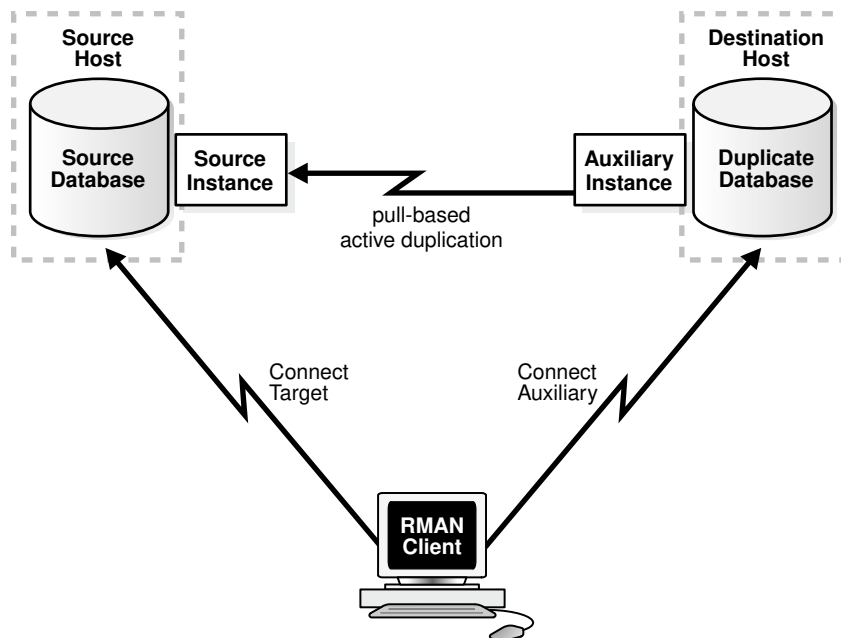 Source
Host
Destination
Host
Source
Database
Source
Instance
Auxiliary
Instance
Duplicate
Database
pull-based
active duplication
Connect
Target
Connect
Auxiliary
RMAN
Client